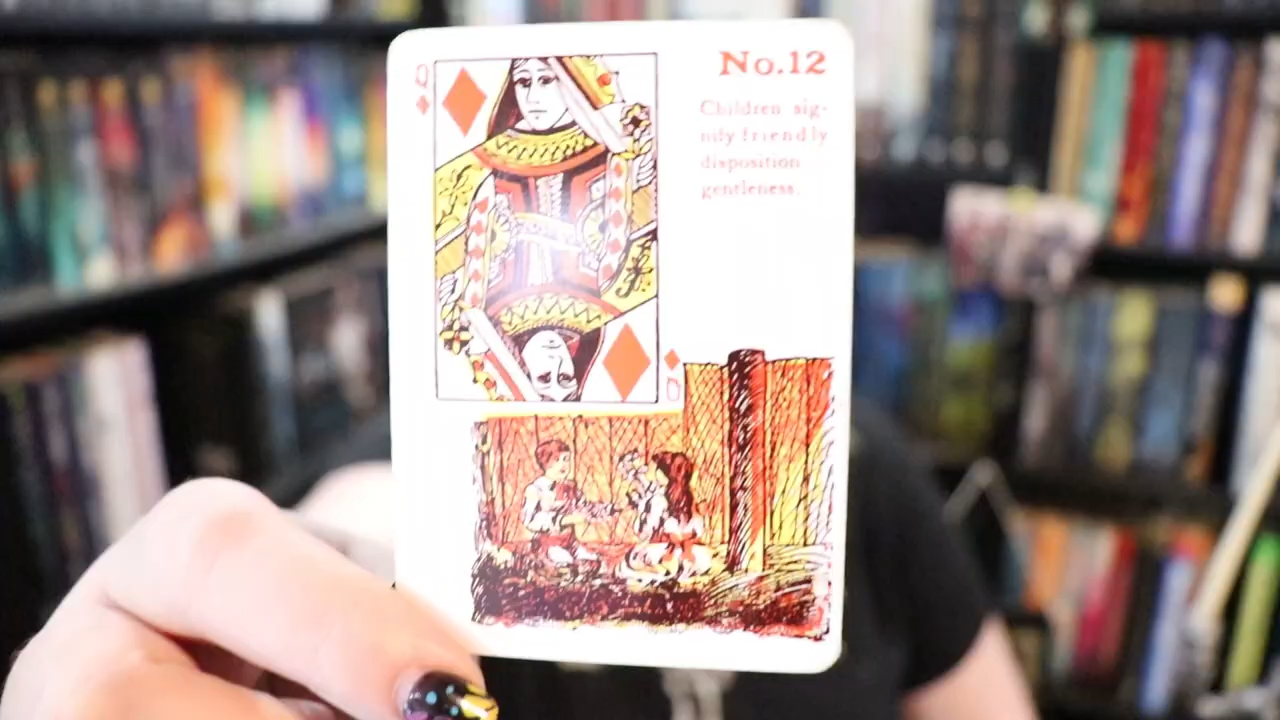 Q
No.12
Children sig-
nify friendly
disposition
gentleness.
Q